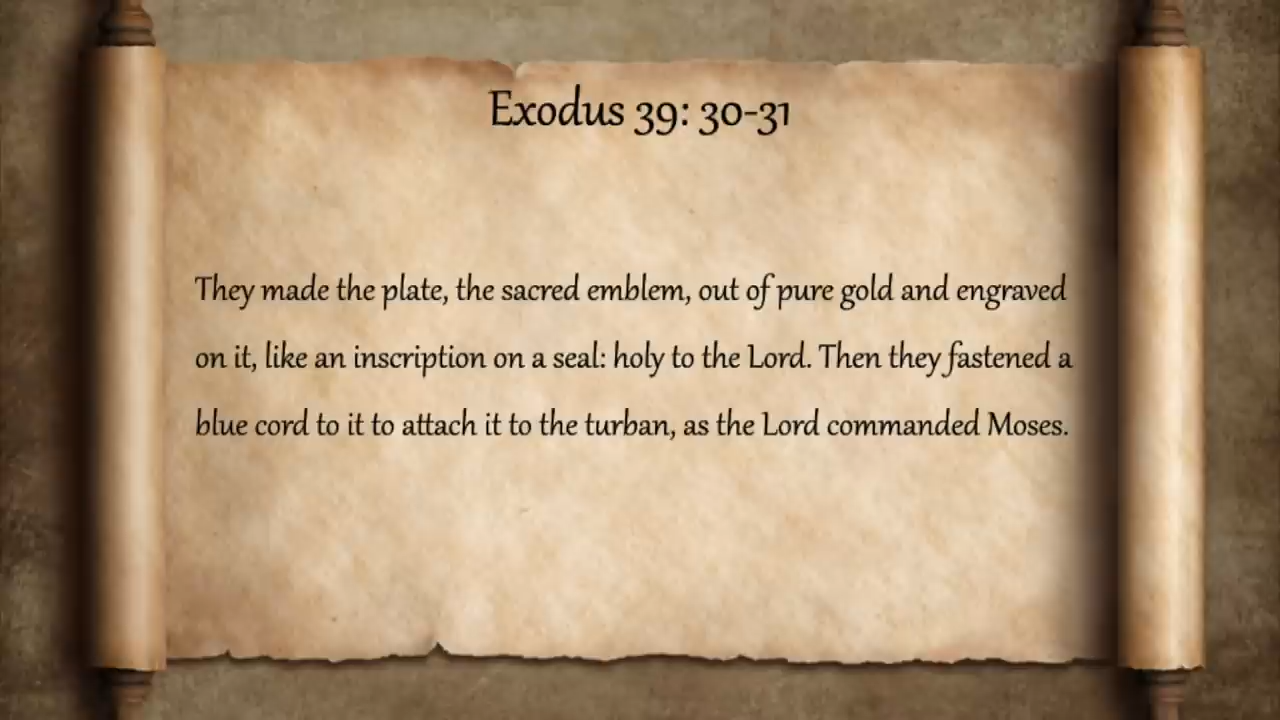 Exodus 39: 30-31
They made the plate, the sacred emblem, out of pure gold and engraved
on it, like an inscription on a seal: holy to the Lord. Then they fastened a
blue cord to it to attach it to the turban, as the Lord commanded Moses.